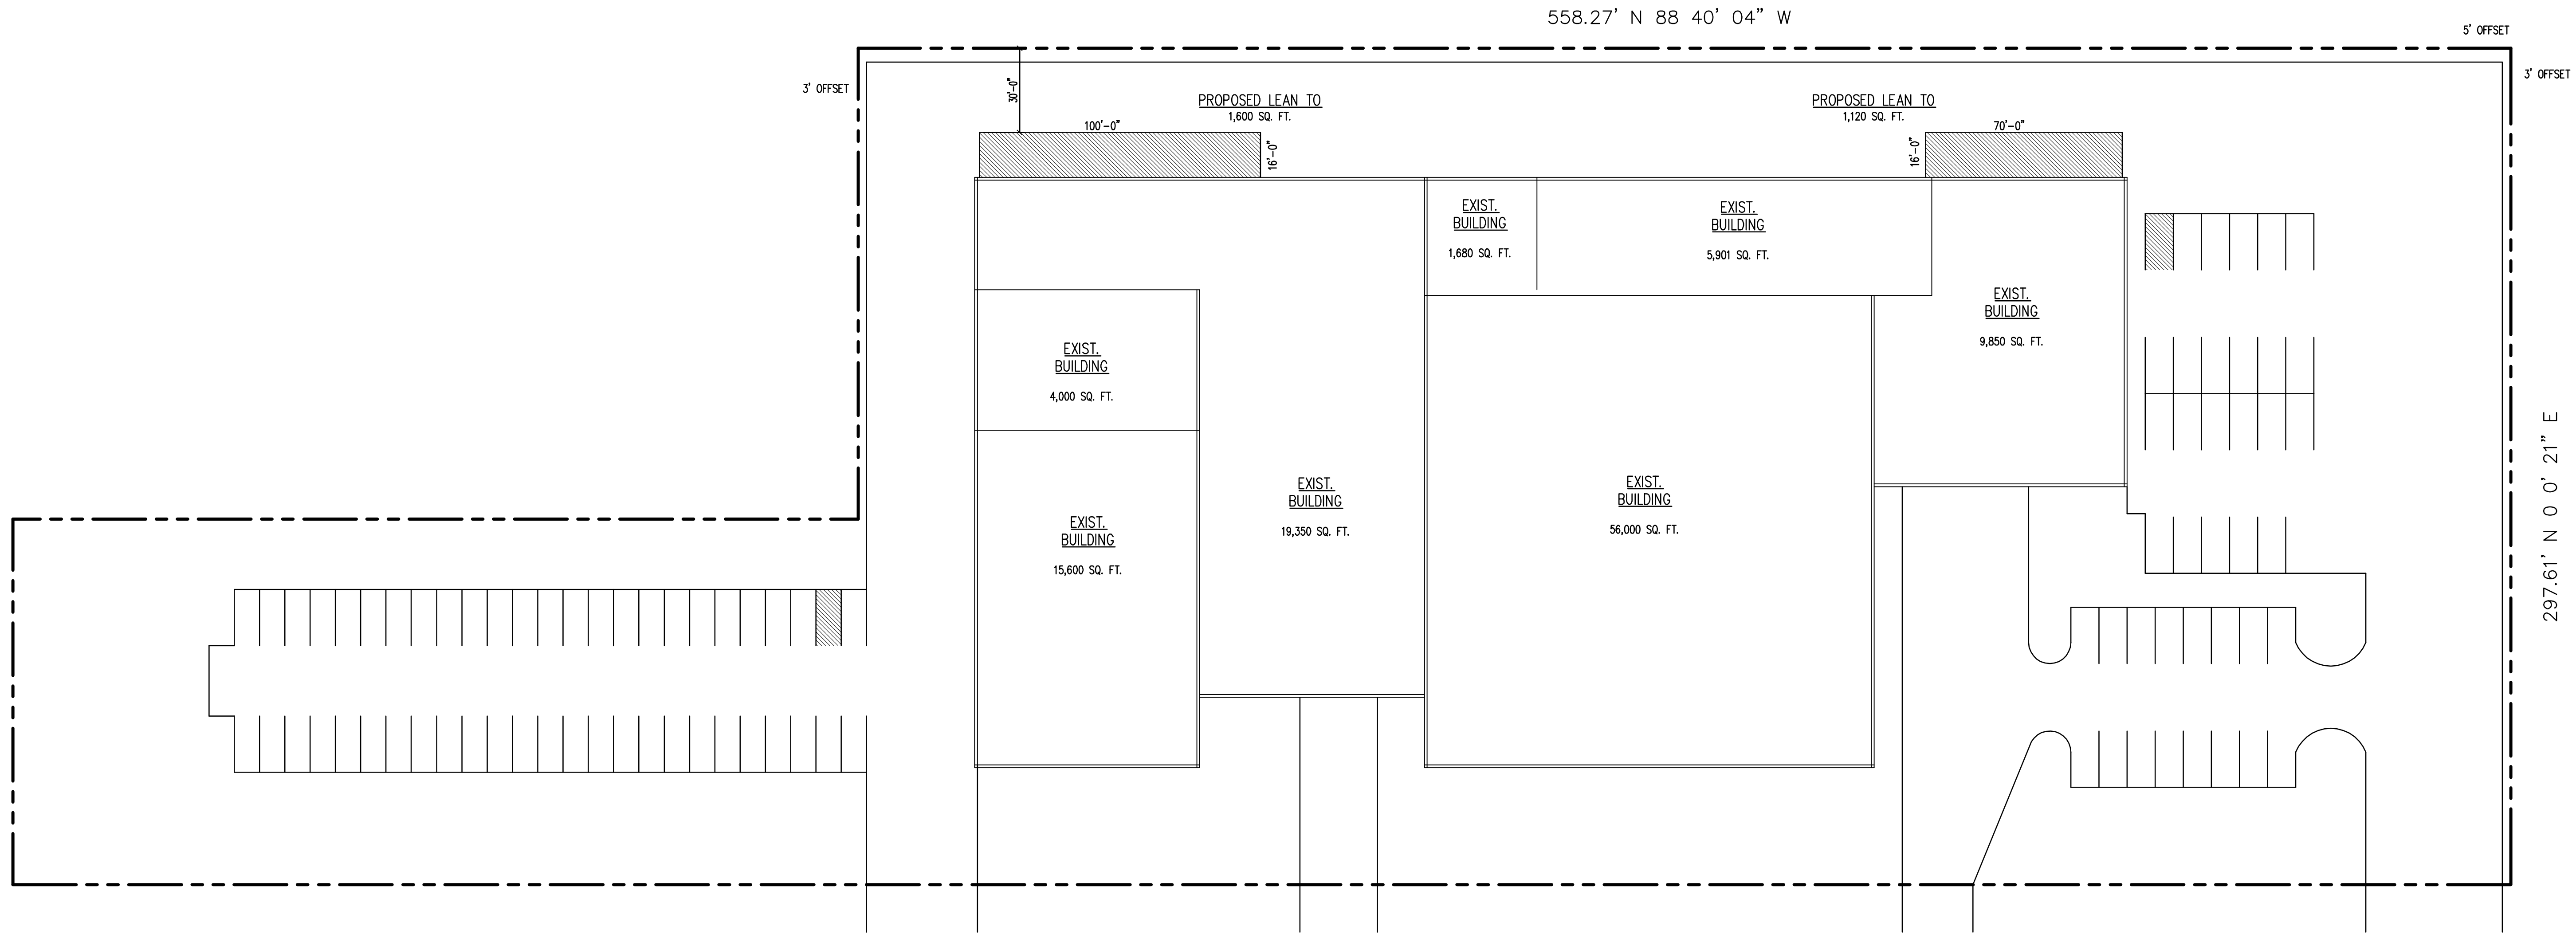 558.27' N 88 40' 04" W
5' OFFSET
3' OFFSET
3' OFFSET
30'-0"
PROPOSED LEAN TO
1,600 SQ. FT.
100'-0"
16'-0"
PROPOSED LEAN TO
1,120 SQ. FT.
70'-0"
16'-0"
EXIST.
BUILDING
1,680 SQ. FT.
EXIST.
BUILDING
5,901 SQ. FT.
EXIST.
BUILDING
9,850 SQ. FT.
EXIST.
BUILDING
4,000 SQ. FT.
EXIST.
BUILDING
19,350 SQ. FT.
EXIST.
BUILDING
56,000 SQ. FT.
EXIST.
BUILDING
15,600 SQ. FT.
297.61' N 0 0' 21" E